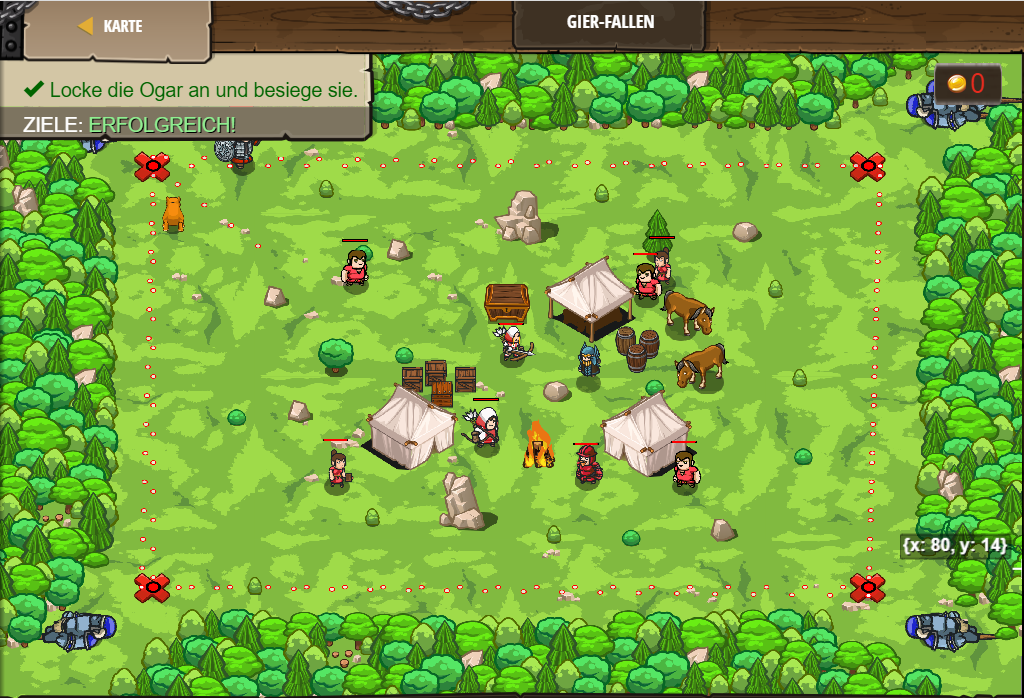 KARTE
GIER-FALLEN
Locke die Ogar an und besiege sie.
0
ZIELE: ERFOLGREICH!
{x: 80, y: 14}